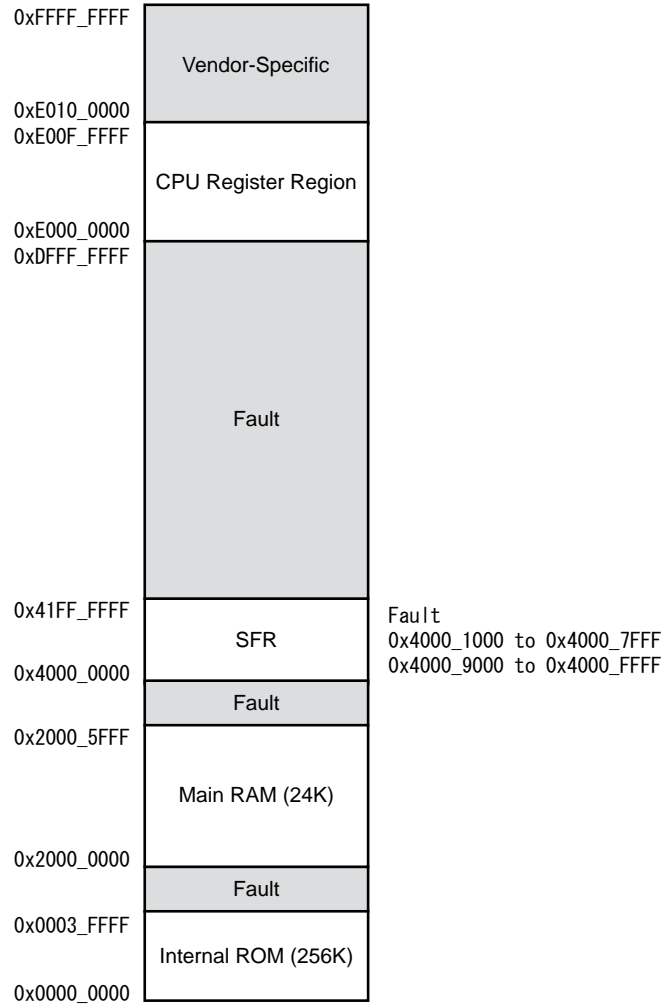 0xFFFF_FFFF
Vendor-Specific
0xE010_0000
0xE00F_FFFF
CPU Register Region
0xE000_0000
0xDFFF_FFFF
Fault
0x41FF_FFFF
SFR
0x4000_0000
Fault
0x4000_1000 to 0x4000_7FFF
0x4000_9000 to 0x4000_FFFF
Fault
0x2000_5FFF
Main RAM (24K)
0x2000_0000
Fault
0x0003_FFFF
Internal ROM (256K)
0x0000_0000